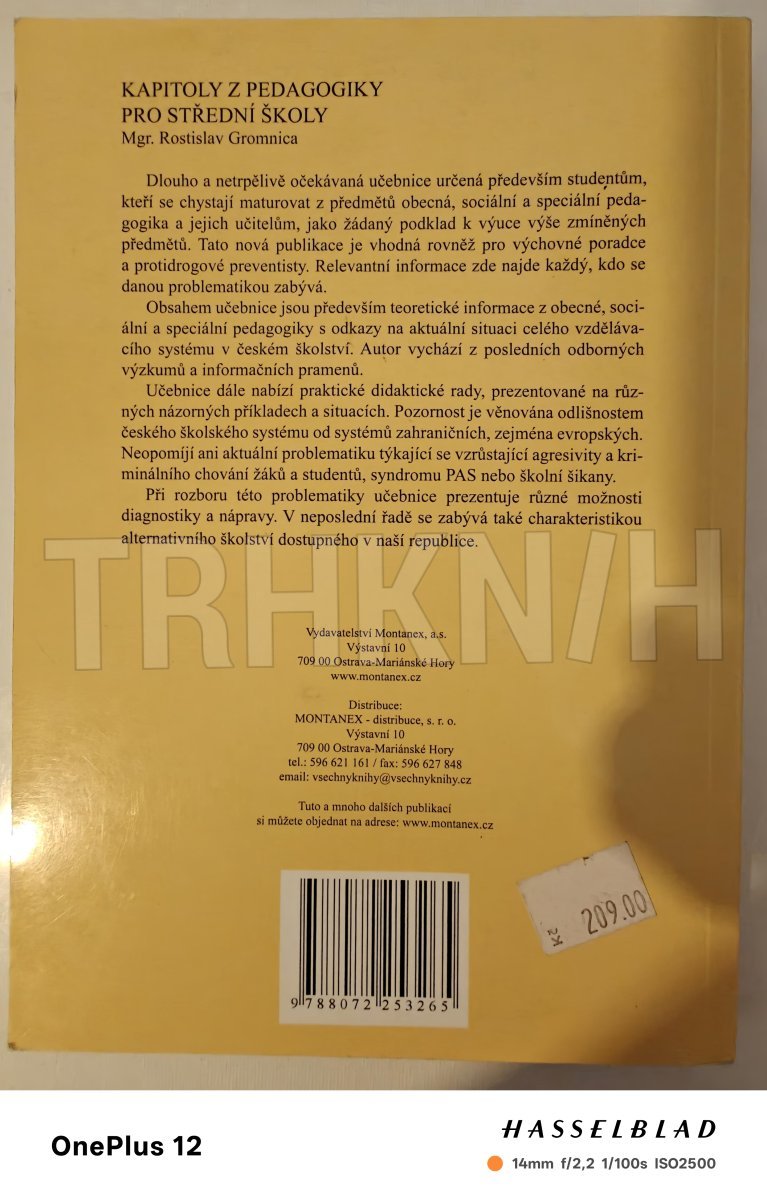 KAPITOLY Z PEDAGOGIKY
PRO STŘEDNÍ ŠKOLY
Mgr. Rostislav Gromnica
Dlouho a netrpělivě očekávaná učebnice určená především studentům,
kteří se chystají maturovat z předmětů obecná, sociální a speciální peda-
gogika a jejich učitelům, jako žádaný podklad k výuce výše zmíněných
předmětů. Tato nová publikace je vhodná rovněž pro výchovné poradce
a protidrogové preventisty. Relevantní informace zde najde každý, kdo se
danou problematikou zabývá.
Obsahem učebnice jsou především teoretické informace z obecné, soci-
ální a speciální pedagogiky s odkazy na aktuální situaci celého vzděláva-
cího systému v českém školství. Autor vychází z posledních odborných
výzkumů a informačních pramenů.
Učebnice dále nabízí praktické didaktické rady, prezentované na růz-
ných názorných příkladech a situacích. Pozornost je věnována odlišnostem
českého školského systému od systémů zahraničních, zejména evropských.
Neopomíjí ani aktuální problematiku týkající se vzrůstající agresivity a kri-
minálního chování žáků a studentů, syndromu PAS nebo školní šikany.
Při rozboru této problematiky učebnice prezentuje různé možnosti
diagnostiky a nápravy. V neposlední řadě se zabývá také charakteristikou
alternativního školství dostupného v naší republice.
TRHKNIH
Vydavatelství Montanex, a.s.
Výstavní 10
709 00 Ostrava-Mariánské Hory
www.montanex.cz
Distribuce:
MONTANEX - distribuce, s. r. o.
Výstavní 10
709 00 Ostrava-Mariánské Hory
tel.: 596 621 161 / fax: 596 627 848
email: vsechnyknihy@vsechnyknihy.cz
Tuto a mnoho dalších publikací
si můžete objednat na adrese: www.montanex.cz
Kč 209.00
9 788072 253265
OnePlus 12
HASSELBLAD
14mm f/2,2 1/100s ISO2500